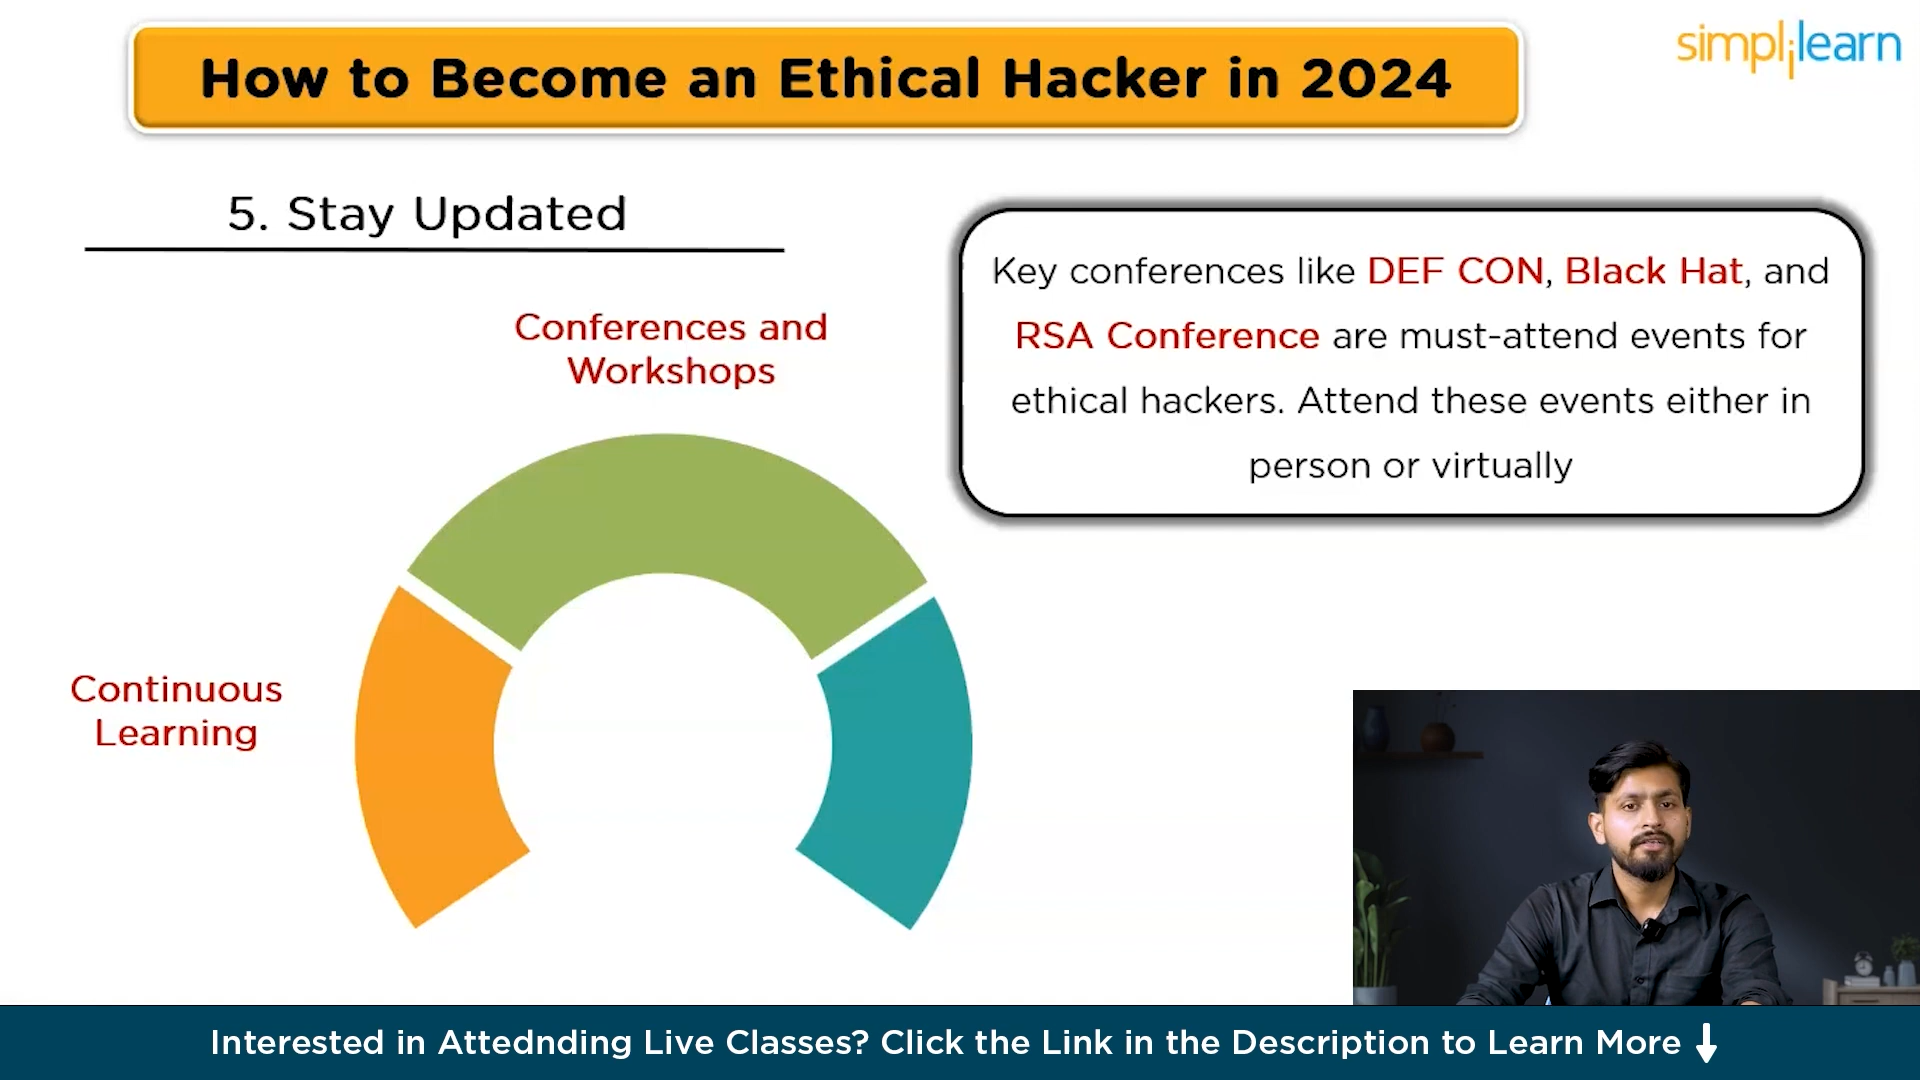 How to Become an Ethical Hacker in 2024
simplilearn
5. Stay Updated
Key conferences like DEF CON, Black Hat, and
RSA Conference are must-attend events for
ethical hackers. Attend these events either in
person or virtually
Conferences and
Workshops
Continuous
Learning
Interested in Attednding Live Classes? Click the Link in the Description to Learn More